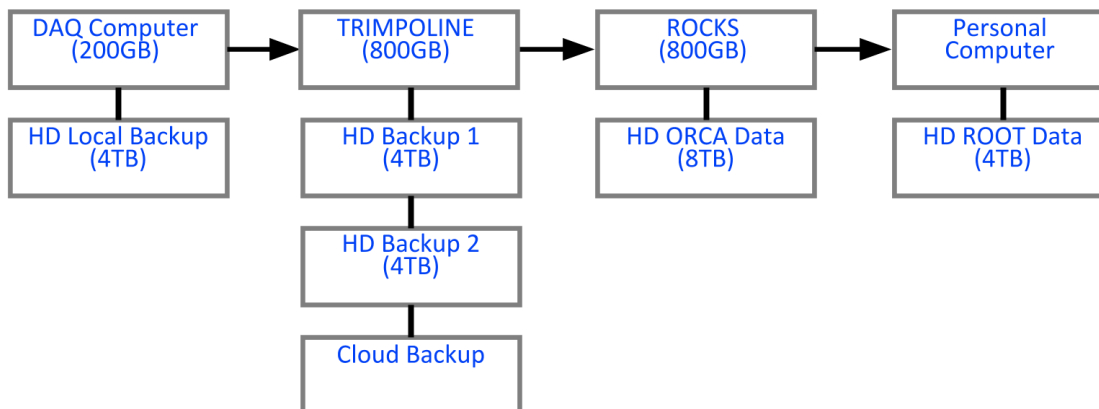 DAQ Computer
(200GB)
TRIMPOLINE
(800GB)
ROCKS
(800GB)
Personal
Computer
HD Local Backup
(4TB)
HD Backup 1
(4TB)
HD ORCA Data
(8TB)
HD ROOT Data
(4TB)
HD Backup 2
(4TB)
Cloud Backup